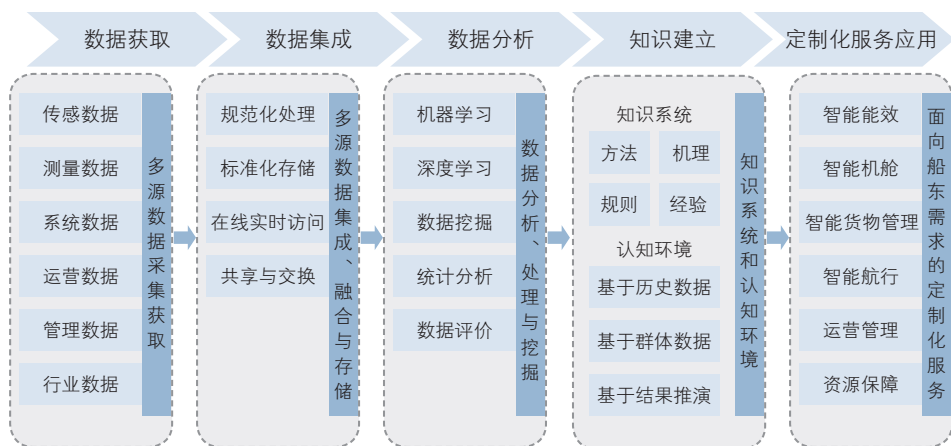 数据获取
数据集成
数据分析
知识建立
定制化服务应用
传感数据
测量数据
系统数据
运营数据
管理数据
行业数据
多源数据采集获取
规范化处理
标准化存储
在线实时访问
共享与交换
多源数据集成、融合与存储
机器学习
深度学习
数据挖掘
统计分析
数据评价
数据分析、处理与挖掘
知识系统
方法
机理
规则
经验
认知环境
基于历史数据
基于群体数据
基于结果推演
知识系统和认知环境
智能能效
智能机舱
智能货物管理
智能航行
运营管理
资源保障
面向船东需求的定制化服务